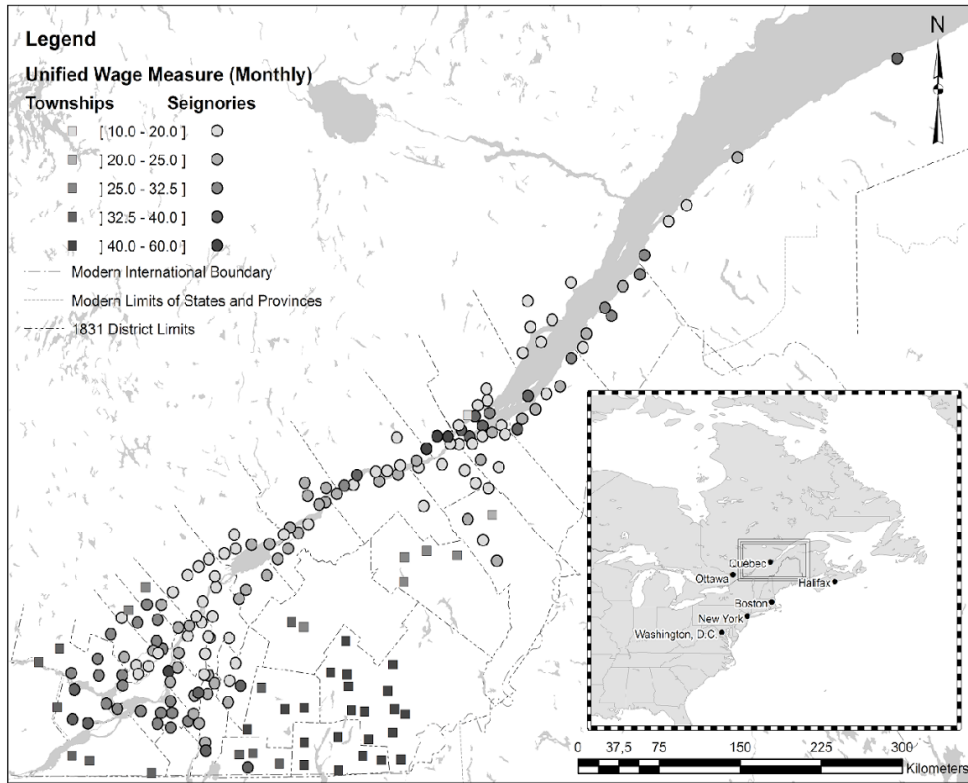 Legend
Unified Wage Measure (Monthly)
Townships Seignories
[ 10.0 - 20.0 ]
] 20.0 - 25.0 ]
] 25.0 - 32.5 ]
] 32.5 - 40.0 ]
] 40.0 - 60.0 ]
Modern International Boundary
Modern Limits of States and Provinces
1831 District Limits
N
Quebec
Ottawa
Halifax
Boston
New York
Washington, D.C.
0 37,5 75 150 225 300
Kilometers